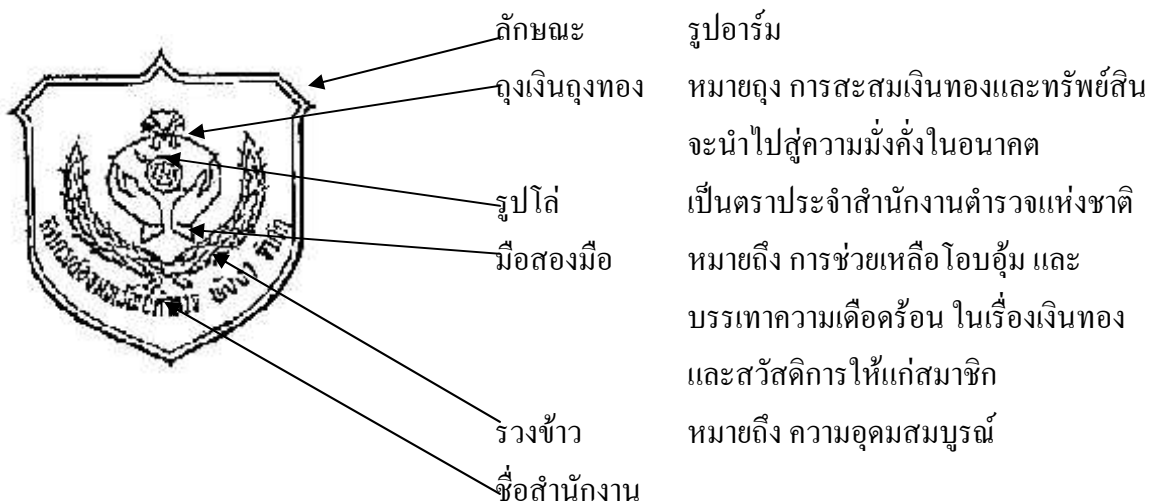 ลักษณะ รูปอาร์ม
ถุงเงินถุงทอง หมายถุง การสะสมเงินทองและทรัพย์สิน
จะนำไปสู่ความมั่งคั่งในอนาคต
รูปโล่ เป็นตราประจำสำนักงานตำรวจแห่งชาติ
มือสองมือ หมายถึง การช่วยเหลือโอบอุ้ม และ
บรรเทาความเดือดร้อน ในเรื่องเงินทอง
และสวัสดิการให้แก่สมาชิก
รวงข้าว หมายถึง ความอุดมสมบูรณ์
ชื่อสำนักงาน